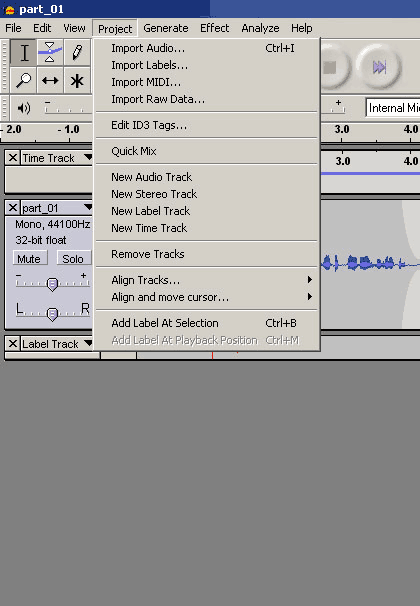 part_01
File Edit View Project Generate Effect Analyze Help
Import Audio... Ctrl+I
Import Labels...
Import MIDI...
Import Raw Data...
Edit ID3 Tags...
Quick Mix
New Audio Track
New Stereo Track
New Label Track
New Time Track
Remove Tracks
Align Tracks...
Align and move cursor...
Add Label At Selection Ctrl+B
Add Label At Playback Position Ctrl+M
- +
Internal Mi
- 2.0 - 1.0 3.0 4.0
Time Track 3.0 4.0
part_01
Mono, 44100Hz
32-bit float
Mute Solo
- +
L R
Label Track